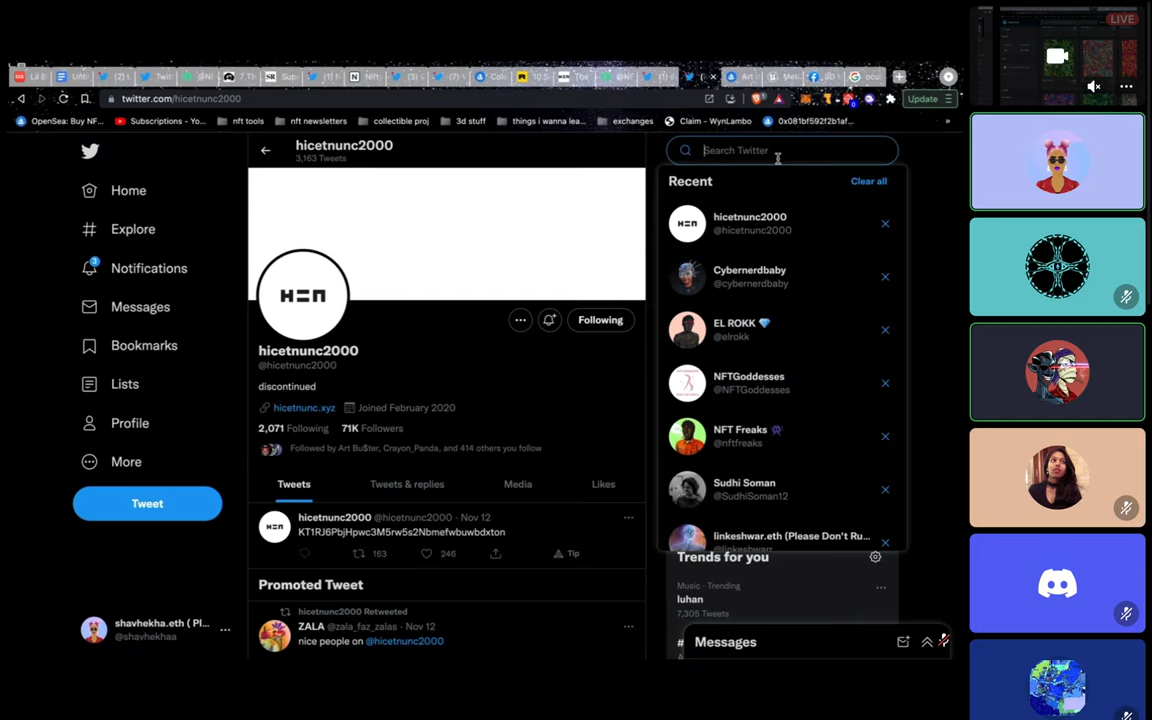 LIVE
twitter.com/hicetnunc2000
Update
OpenSea: Buy NF...
Subscriptions - Yo...
nft tools
nft newsletters
collectible proj
3d stuff
things i wanna lea...
exchanges
Claim - WynLambo
0x081bf592f2b1af...
»
hicetnunc2000
3,163 Tweets
Search Twitter
Recent
Clear all
Home
Explore
3
Notifications
Messages
Bookmarks
Lists
Profile
More
Tweet
shavhekha.eth ( Pl...
@shavhekhaa
Following
hicetnunc2000
@hicetnunc2000
discontinued
hicetnunc.xyz
Joined February 2020
2,071 Following
71K Followers
Followed by Art Bu$ter, Crayon_Panda, and 414 others you follow
Tweets
Tweets & replies
Media
Likes
hicetnunc2000 @hicetnunc2000 · Nov 12
KT1RJ6PbjHpwc3M5rw5s2Nbmefwbuwbdxton
163
246
Tip
Promoted Tweet
hicetnunc2000 Retweeted
ZALA @zala_faz_zalas · Nov 12
nice people on @hicetnunc2000
hicetnunc2000
@hicetnunc2000
Cybernerdbaby
@cybernerdbaby
EL ROKK
@elrokk
NFTGoddesses
@NFTGoddesses
NFT Freaks
@nftfreaks
Sudhi Soman
@SudhiSoman12
linkeshwar.eth (Please Don't Ru...
Trends for you
Music · Trending
luhan
7,305 Tweets
#
Messages